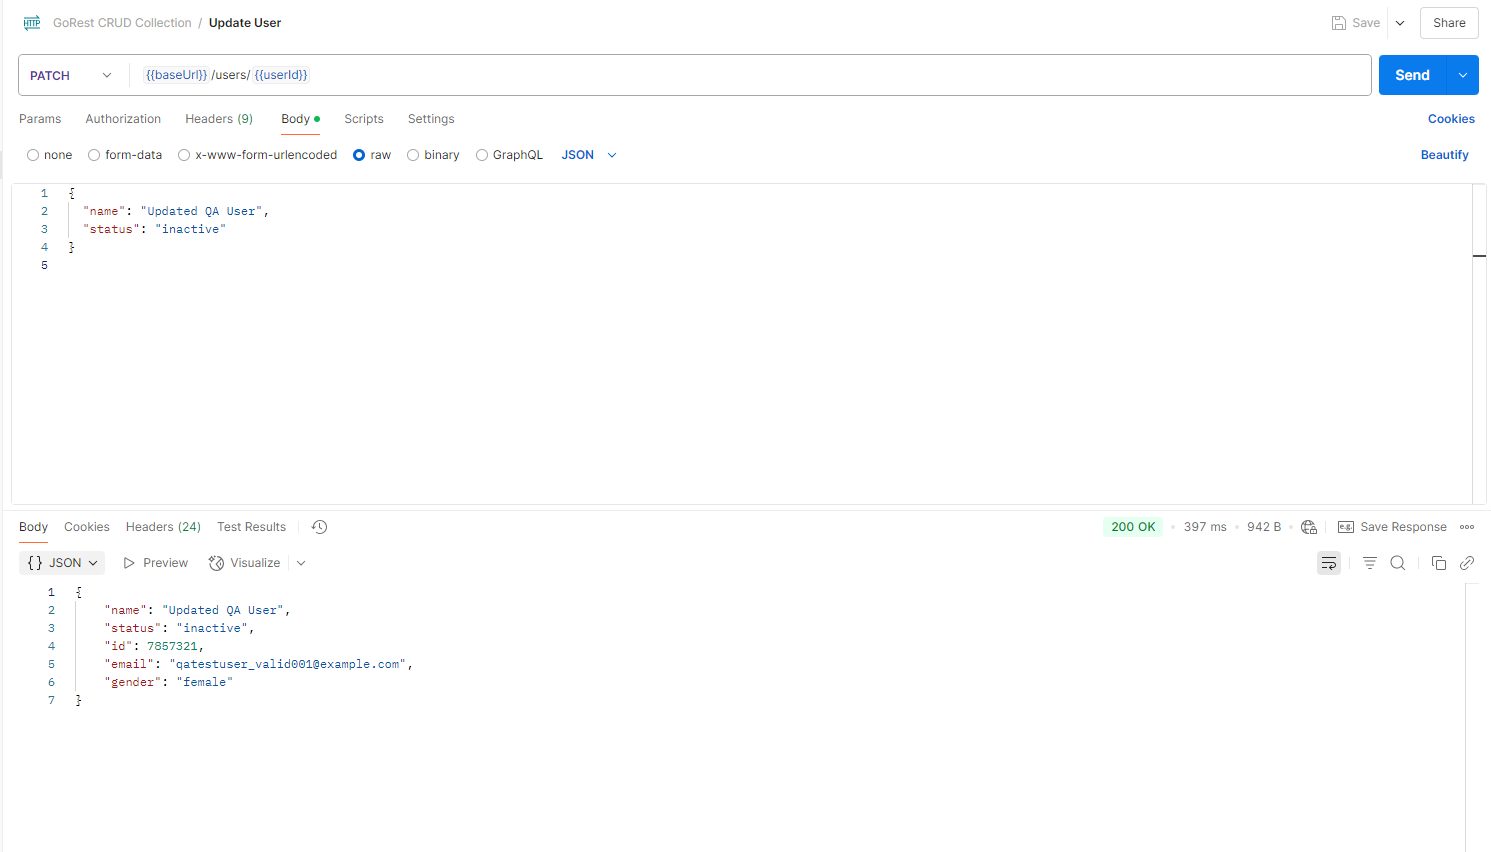 HTTP GoRest CRUD Collection / Update User Save Share
PATCH {{baseUrl}} /users/ {{userId}} Send
Params Authorization Headers (9) Body Scripts Settings Cookies
none form-data x-www-form-urlencoded raw binary GraphQL JSON Beautify
1 {
2 "name": "Updated QA User",
3 "status": "inactive"
4 }
5
Body Cookies Headers (24) Test Results 200 OK 397 ms 942 B e.g. Save Response
{} JSON Preview Visualize
1 {
2 "name": "Updated QA User",
3 "status": "inactive",
4 "id": 7857321,
5 "email": "qatestuser_valid001@example.com",
6 "gender": "female"
7 }